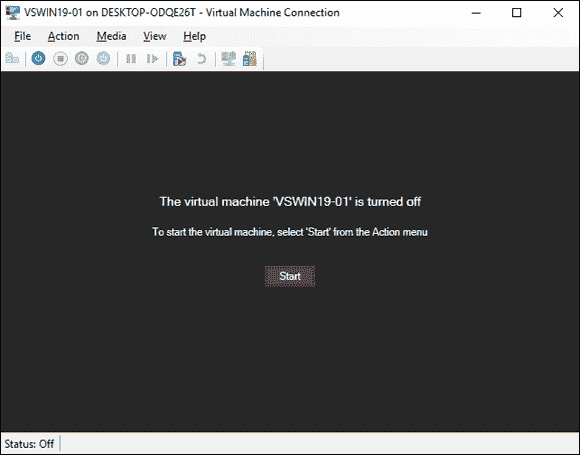 VSWIN19-01 on DESKTOP-ODQE26T - Virtual Machine Connection
File Action Media View Help
The virtual machine 'VSWIN19-01' is turned off
To start the virtual machine, select 'Start' from the Action menu
Start
Status: Off